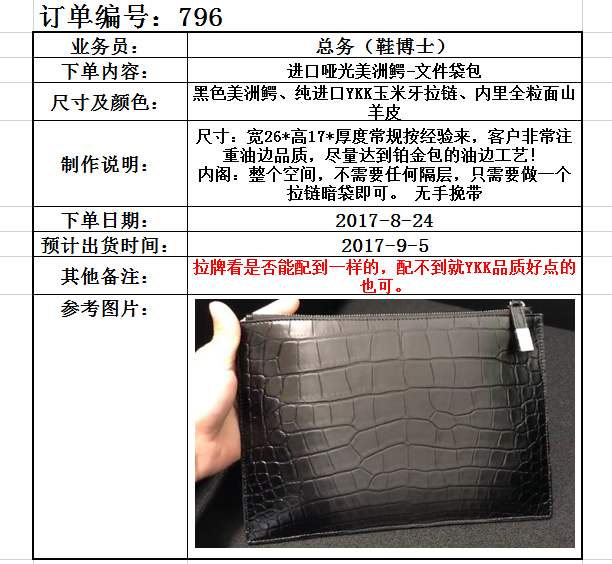 订单编号：796
业务员：
总务（鞋博士）
下单内容：
进口哑光美洲鳄-文件袋包
尺寸及颜色：
黑色美洲鳄、纯进口YKK玉米牙拉链、内里全粒面山
羊皮
制作说明：
尺寸：宽26*高17*厚度常规按经验来，客户非常注
重油边品质，尽量达到铂金包的油边工艺！
内阁：整个空间，不需要任何隔层，只需要做一个
拉链暗袋即可。 无手挽带
下单日期：
2017-8-24
预计出货时间：
2017-9-5
其他备注：
拉牌看是否能配到一样的，配不到就YKK品质好点的
也可。
参考图片：